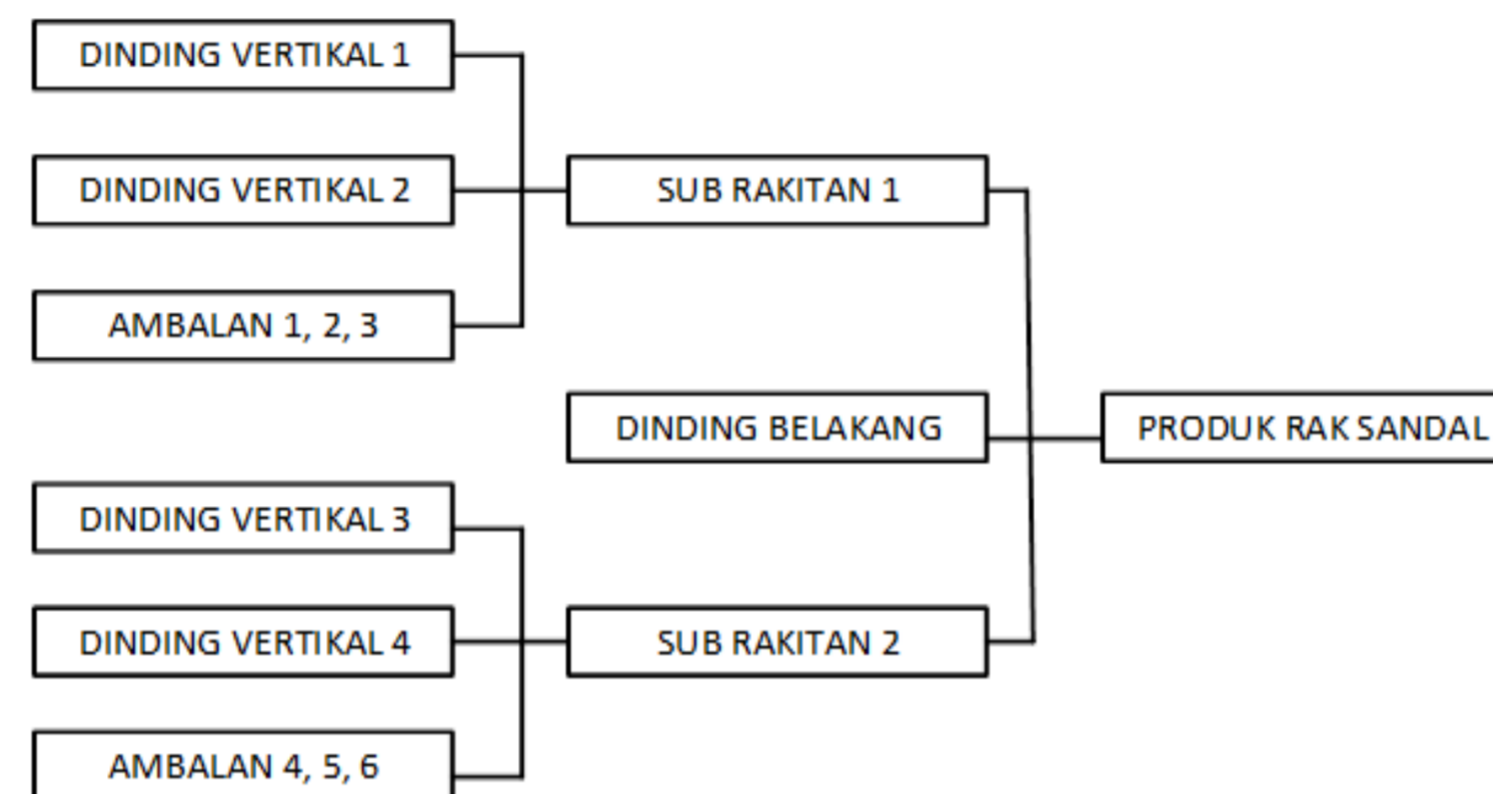 DINDING VERTIKAL 1
DINDING VERTIKAL 2
SUB RAKITAN 1
AMBALAN 1, 2, 3
DINDING BELAKANG
PRODUK RAK SANDAL
DINDING VERTIKAL 3
DINDING VERTIKAL 4
SUB RAKITAN 2
AMBALAN 4, 5, 6